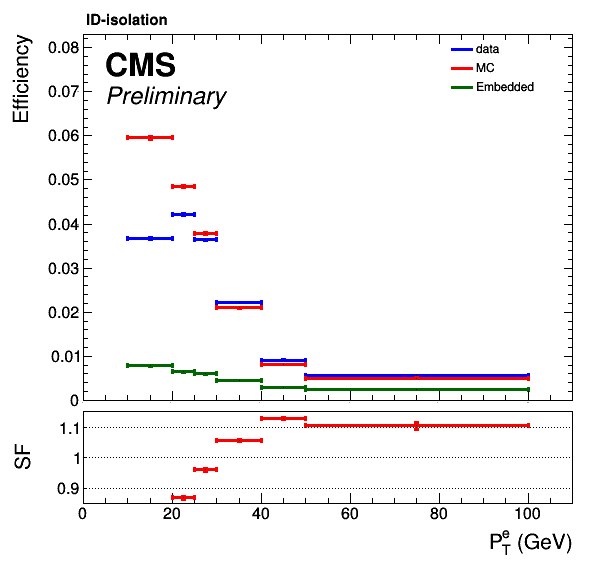 ID-isolation
Efficiency
0.08
0.07
0.06
0.05
0.04
0.03
0.02
0.01
0
CMS
Preliminary
data
MC
Embedded
SF
1.1
1
0.9
0 20 40 60 80 100
P_T^e (GeV)